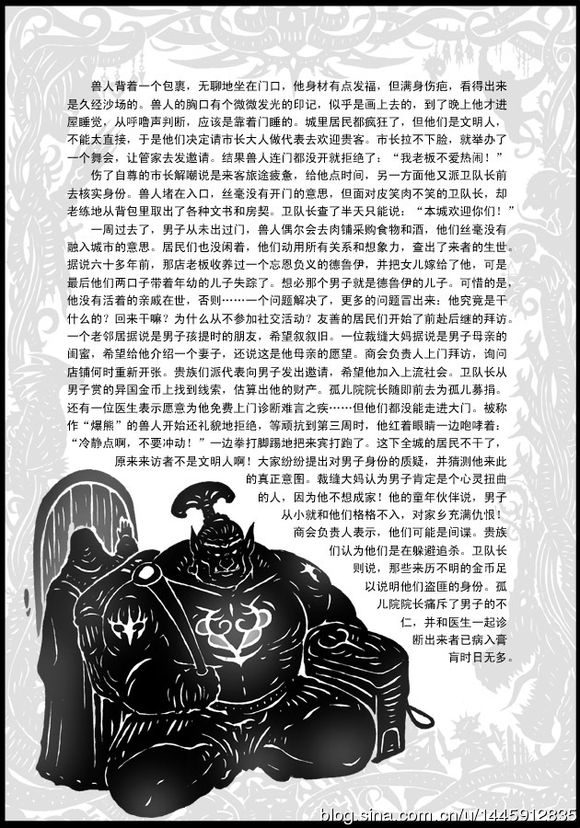 兽人背着一个包裹，无聊地坐在门口，他身材有点发福，但满身伤疤，看得出来
是久经沙场的。兽人的胸口有个微微发光的印记，似乎是画上去的，到了晚上他才进
屋睡觉，从呼噜声判断，应该是靠着门睡的。城里居民都疯狂了，但他们是文明人，
不能太直接，于是他们决定请市长大人做代表去欢迎贵客。市长拉不下脸，就举办了
一个舞会，让管家去发邀请。结果兽人连门都没开就拒绝了：“我老板不爱热闹！”
伤了自尊的市长解嘲说是来客旅途疲惫，给他点时间，另一方面他又派卫队长前
去核实身份。兽人堵在入口，丝毫没有开门的意思，但面对皮笑肉不笑的卫队长，却
老练地从背包里取出了各种文书和房契。卫队长查了半天只能说：“本城欢迎你们！”
一周过去了，男子从未出过门，兽人偶尔会去肉铺采购食物和酒，他们丝毫没有
融入城市的意思。居民们也没闲着，他们动用所有关系和想象力，查出了来者的生世。
据说六十多年前，那店老板收养过一个忘恩负义的德鲁伊，并把女儿嫁给了他，可是
最后他们两口子带着年幼的儿子失踪了。想必那个男子就是德鲁伊的儿子。可惜的是，
他没有活着的亲戚在世，否则………一个问题解决了，更多的问题冒出来：他究竟是干
什么的？回来干嘛？为什么从不参加社交活动？友善的居民们开始了前赴后继的拜访。
一个老邻居据说是男子孩提时的朋友，希望叙叙旧。一位裁缝大妈据说是男子母亲的
闺蜜，希望给他介绍一个妻子，还说这是他母亲的愿望。商会负责人上门拜访，询问
店铺何时重新开张。贵族们派代表向男子发出邀请，希望他加入上流社会。卫队长从
男子赏的异国金币上找到线索，估算出他的财产。孤儿院院长随即前去为孤儿募捐。
还有一位医生表示愿意为他免费上门诊断难言之疾……但他们都没能走进大门。被称
作“爆熊”的兽人开始还礼貌地拒绝，等顽抗到第三周时，他红着眼睛一边咆哮着：
“冷静点啊，不要冲动！”一边拳打脚踢地把来宾打跑了。这下全城的居民不干了，
原来来访者不是文明人啊！大家纷纷提出对男子身份的质疑，并猜测他来此
的真正意图。裁缝大妈认为男子肯定是个心灵扭曲
的人，因为他不想成家！他的童年伙伴说，男子
从小就和他们格格不入，对家乡充满仇恨！
商会负责人表示，他们可能是间谍。贵族
们认为他们是在躲避追杀。卫队长
则说，那些来历不明的金币足
以说明他们盗匪的身份。孤
儿院院长痛斥了男子的不
仁，并和医生一起诊
断出来者已病入膏
肓时日无多。
blog.sina.com.cn/u/1445912835